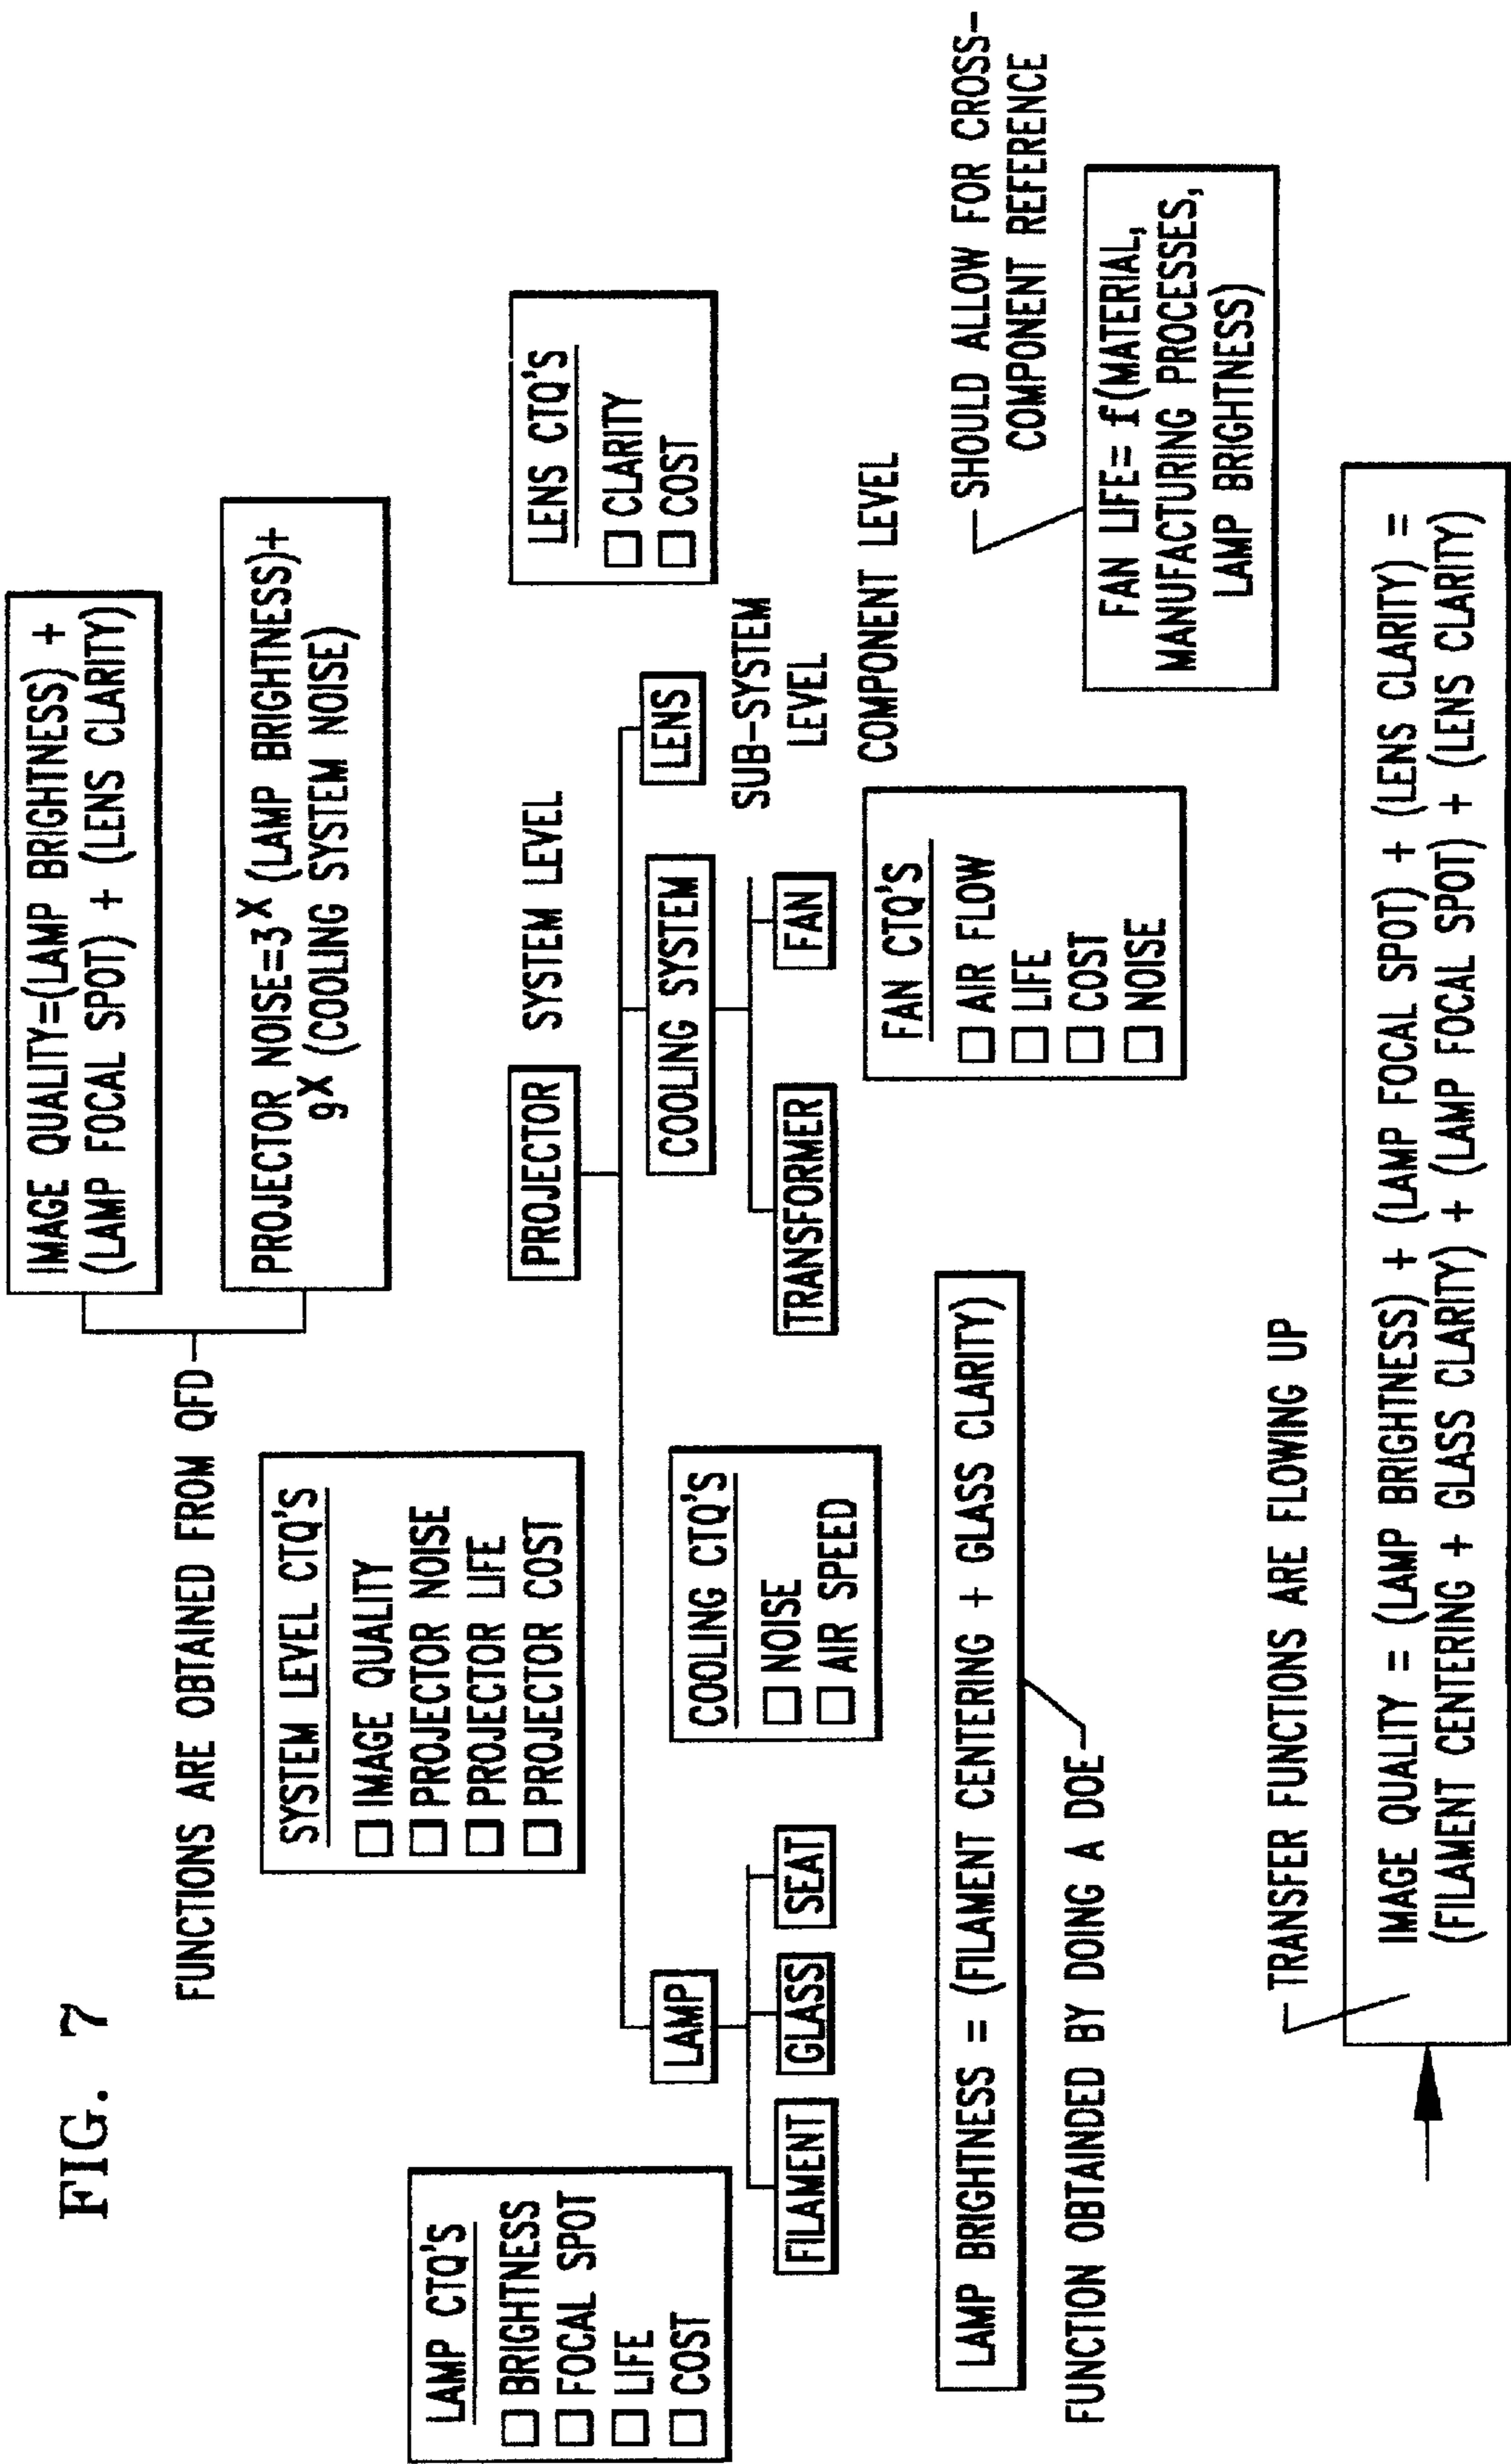 FIG. 7
FUNCTIONS ARE OBTAINED FROM QFD
IMAGE QUALITY=(LAMP BRIGHTNESS) +
(LAMP FOCAL SPOT) + (LENS CLARITY)
PROJECTOR NOISE=3X (LAMP BRIGHTNESS)+
9X (COOLING SYSTEM NOISE)
SYSTEM LEVEL CTQ'S
☐ IMAGE QUALITY
☐ PROJECTOR NOISE
☐ PROJECTOR LIFE
☐ PROJECTOR COST
LAMP CTQ'S
☐ BRIGHTNESS
☐ FOCAL SPOT
☐ LIFE
☐ COST
PROJECTOR
SYSTEM LEVEL
LENS CTQ'S
☐ CLARITY
☐ COST
LAMP
COOLING SYSTEM
LENS
COOLING CTQ'S
☐ NOISE
☐ AIR SPEED
SUB-SYSTEM
LEVEL
FILAMENT
GLASS
SEAT
TRANSFORMER
FAN
COMPONENT LEVEL
FAN CTQ'S
☐ AIR FLOW
☐ LIFE
☐ COST
☐ NOISE
SHOULD ALLOW FOR CROSS-
COMPONENT REFERENCE
LAMP BRIGHTNESS = (FILAMENT CENTERING + GLASS CLARITY)
FUNCTION OBTAINDED BY DOING A DOE
FAN LIFE= f(MATERIAL,
MANUFACTURING PROCESSES,
LAMP BRIGHTNESS)
TRANSFER FUNCTIONS ARE FLOWING UP
IMAGE QUALITY = (LAMP BRIGHTNESS) + (LAMP FOCAL SPOT) + (LENS CLARITY) =
(FILAMENT CENTERING + GLASS CLARITY) + (LAMP FOCAL SPOT) + (LENS CLARITY)